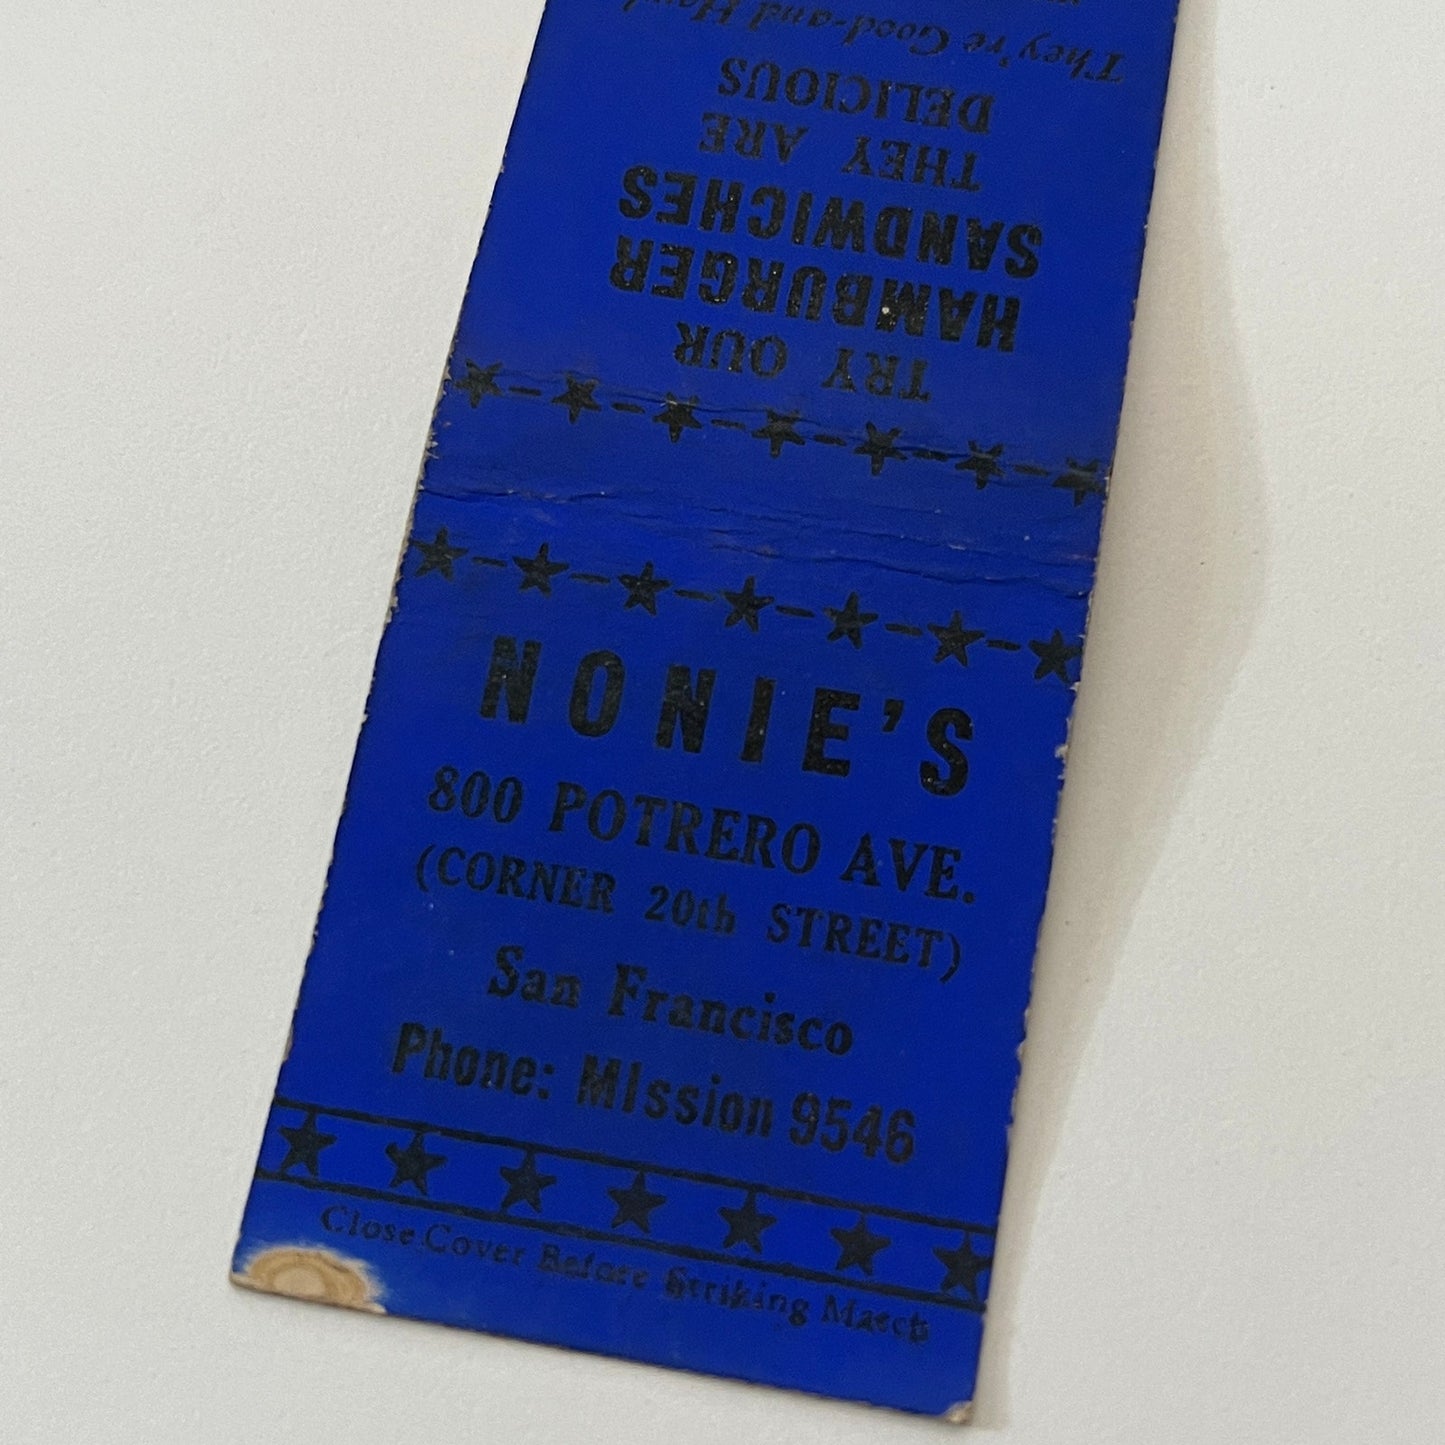 NONIE'S
800 POTRERO AVE.
(CORNER 20th STREET)
San Francisco
Phone: MIssion 9546
Close Cover Before Striking Match
TRY OUR
HAMBURGER
SANDWICHES
THEY ARE
DELICIOUS
They're Good-and How!